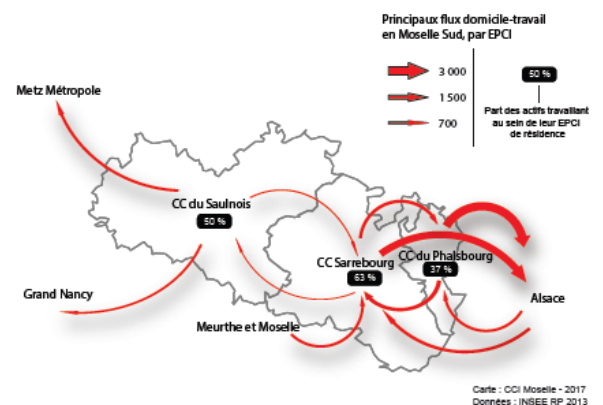 Principaux flux domicile-travail
en Moselle Sud, par EPCI
3 000
1 500
700
50 %
Part des actifs travaillant
au sein de leur EPCI
de résidence
Metz Métropole
CC du Saulnois
50 %
CC Sarrebourg
63 %
CC du Phalsbourg
37 %
Grand Nancy
Meurthe et Moselle
Alsace
Carte : CCI Moselle - 2017
Données : INSEE RP 2013